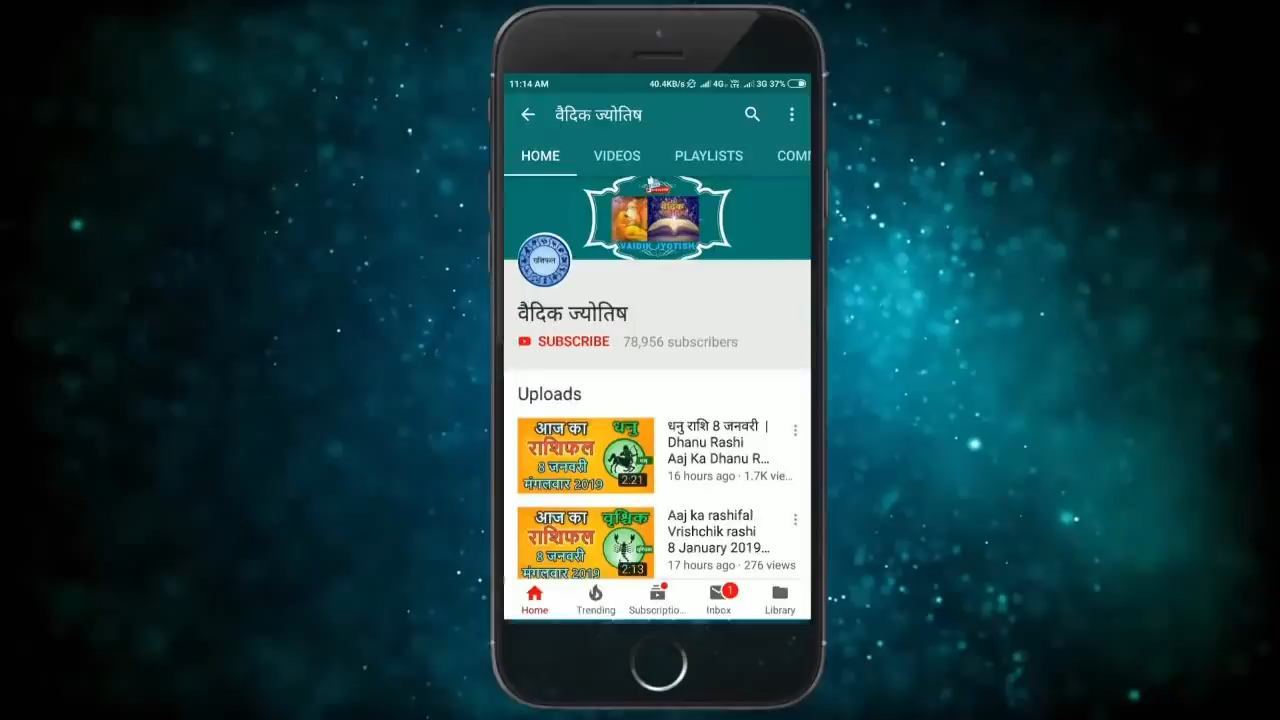 11:14 AM
40.4KB/s 4G 3G 37%
वैदिक ज्योतिष
HOME VIDEOS PLAYLISTS COMM
वैदिक
VAIDIK JYOTISH
राशिफल
वैदिक ज्योतिष
SUBSCRIBE 78,956 subscribers
Uploads
आज का धनु
राशिफल
8 जनवरी
मंगलवार 2019
2:21
धनु राशि 8 जनवरी |
Dhanu Rashi
Aaj Ka Dhanu R...
16 hours ago · 1.7K vie...
आज का वृश्चिक
राशिफल
8 जनवरी
मंगलवार 2019
2:13
Aaj ka rashifal
Vrishchik rashi
8 January 2019...
17 hours ago · 276 views
1
Home Trending Subscriptio... Inbox Library